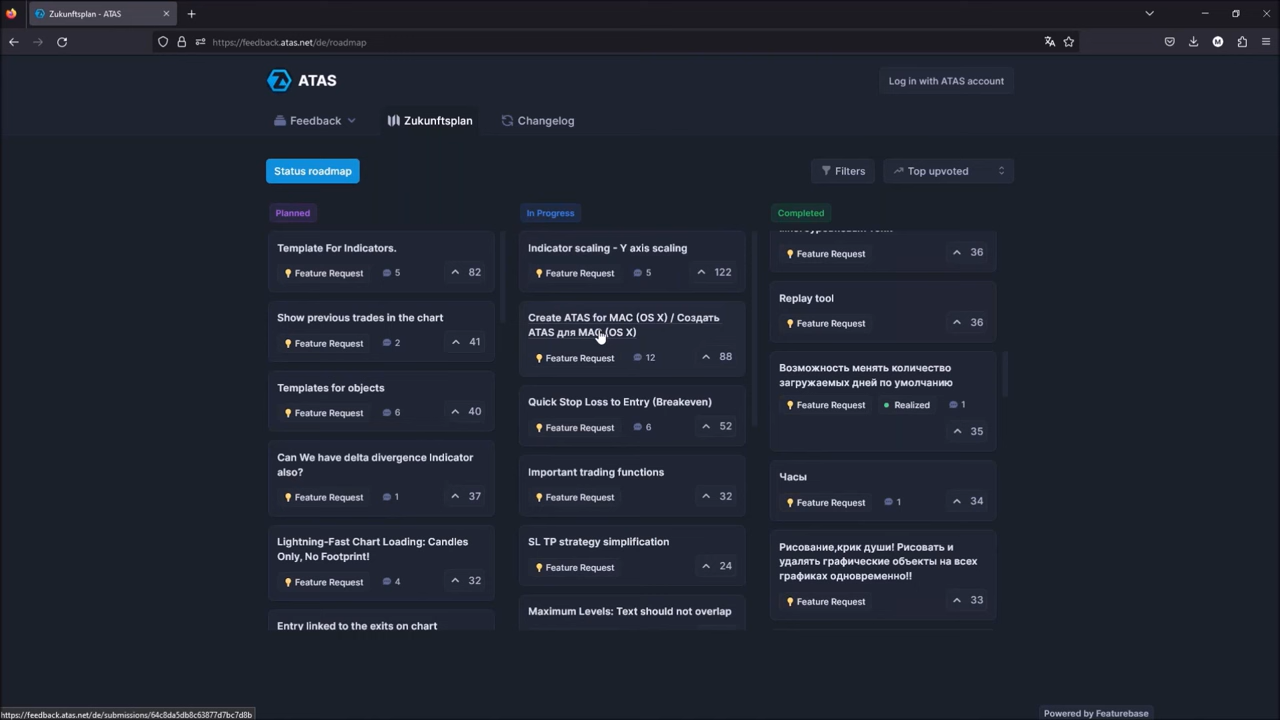 Zukunftsplan - ATAS
https://feedback.atas.net/de/roadmap
M
ATAS
Log in with ATAS account
Feedback
Zukunftsplan
Changelog
Status roadmap
Filters
Top upvoted
Planned
Template For Indicators.
Feature Request
5
82
Show previous trades in the chart
Feature Request
2
41
Templates for objects
Feature Request
6
40
Can We have delta divergence Indicator
also?
Feature Request
1
37
Lightning-Fast Chart Loading: Candles
Only, No Footprint!
Feature Request
4
32
Entry linked to the exits on chart
In Progress
Indicator scaling - Y axis scaling
Feature Request
5
122
Create ATAS for MAC (OS X) / Создать
ATAS для MAC (OS X)
Feature Request
12
88
Quick Stop Loss to Entry (Breakeven)
Feature Request
6
52
Important trading functions
Feature Request
32
SL TP strategy simplification
Feature Request
24
Maximum Levels: Text should not overlap
Completed
Feature Request
36
Replay tool
Feature Request
36
Возможность менять количество
загружаемых дней по умолчанию
Feature Request
Realized
1
35
Часы
Feature Request
1
34
Рисование,крик души! Рисовать и
удалять графические объекты на всех
графиках одновременно!!
Feature Request
33
https://feedback.atas.net/de/submissions/64c8da5db8c63877d7bc7d8b
Powered by Featurebase